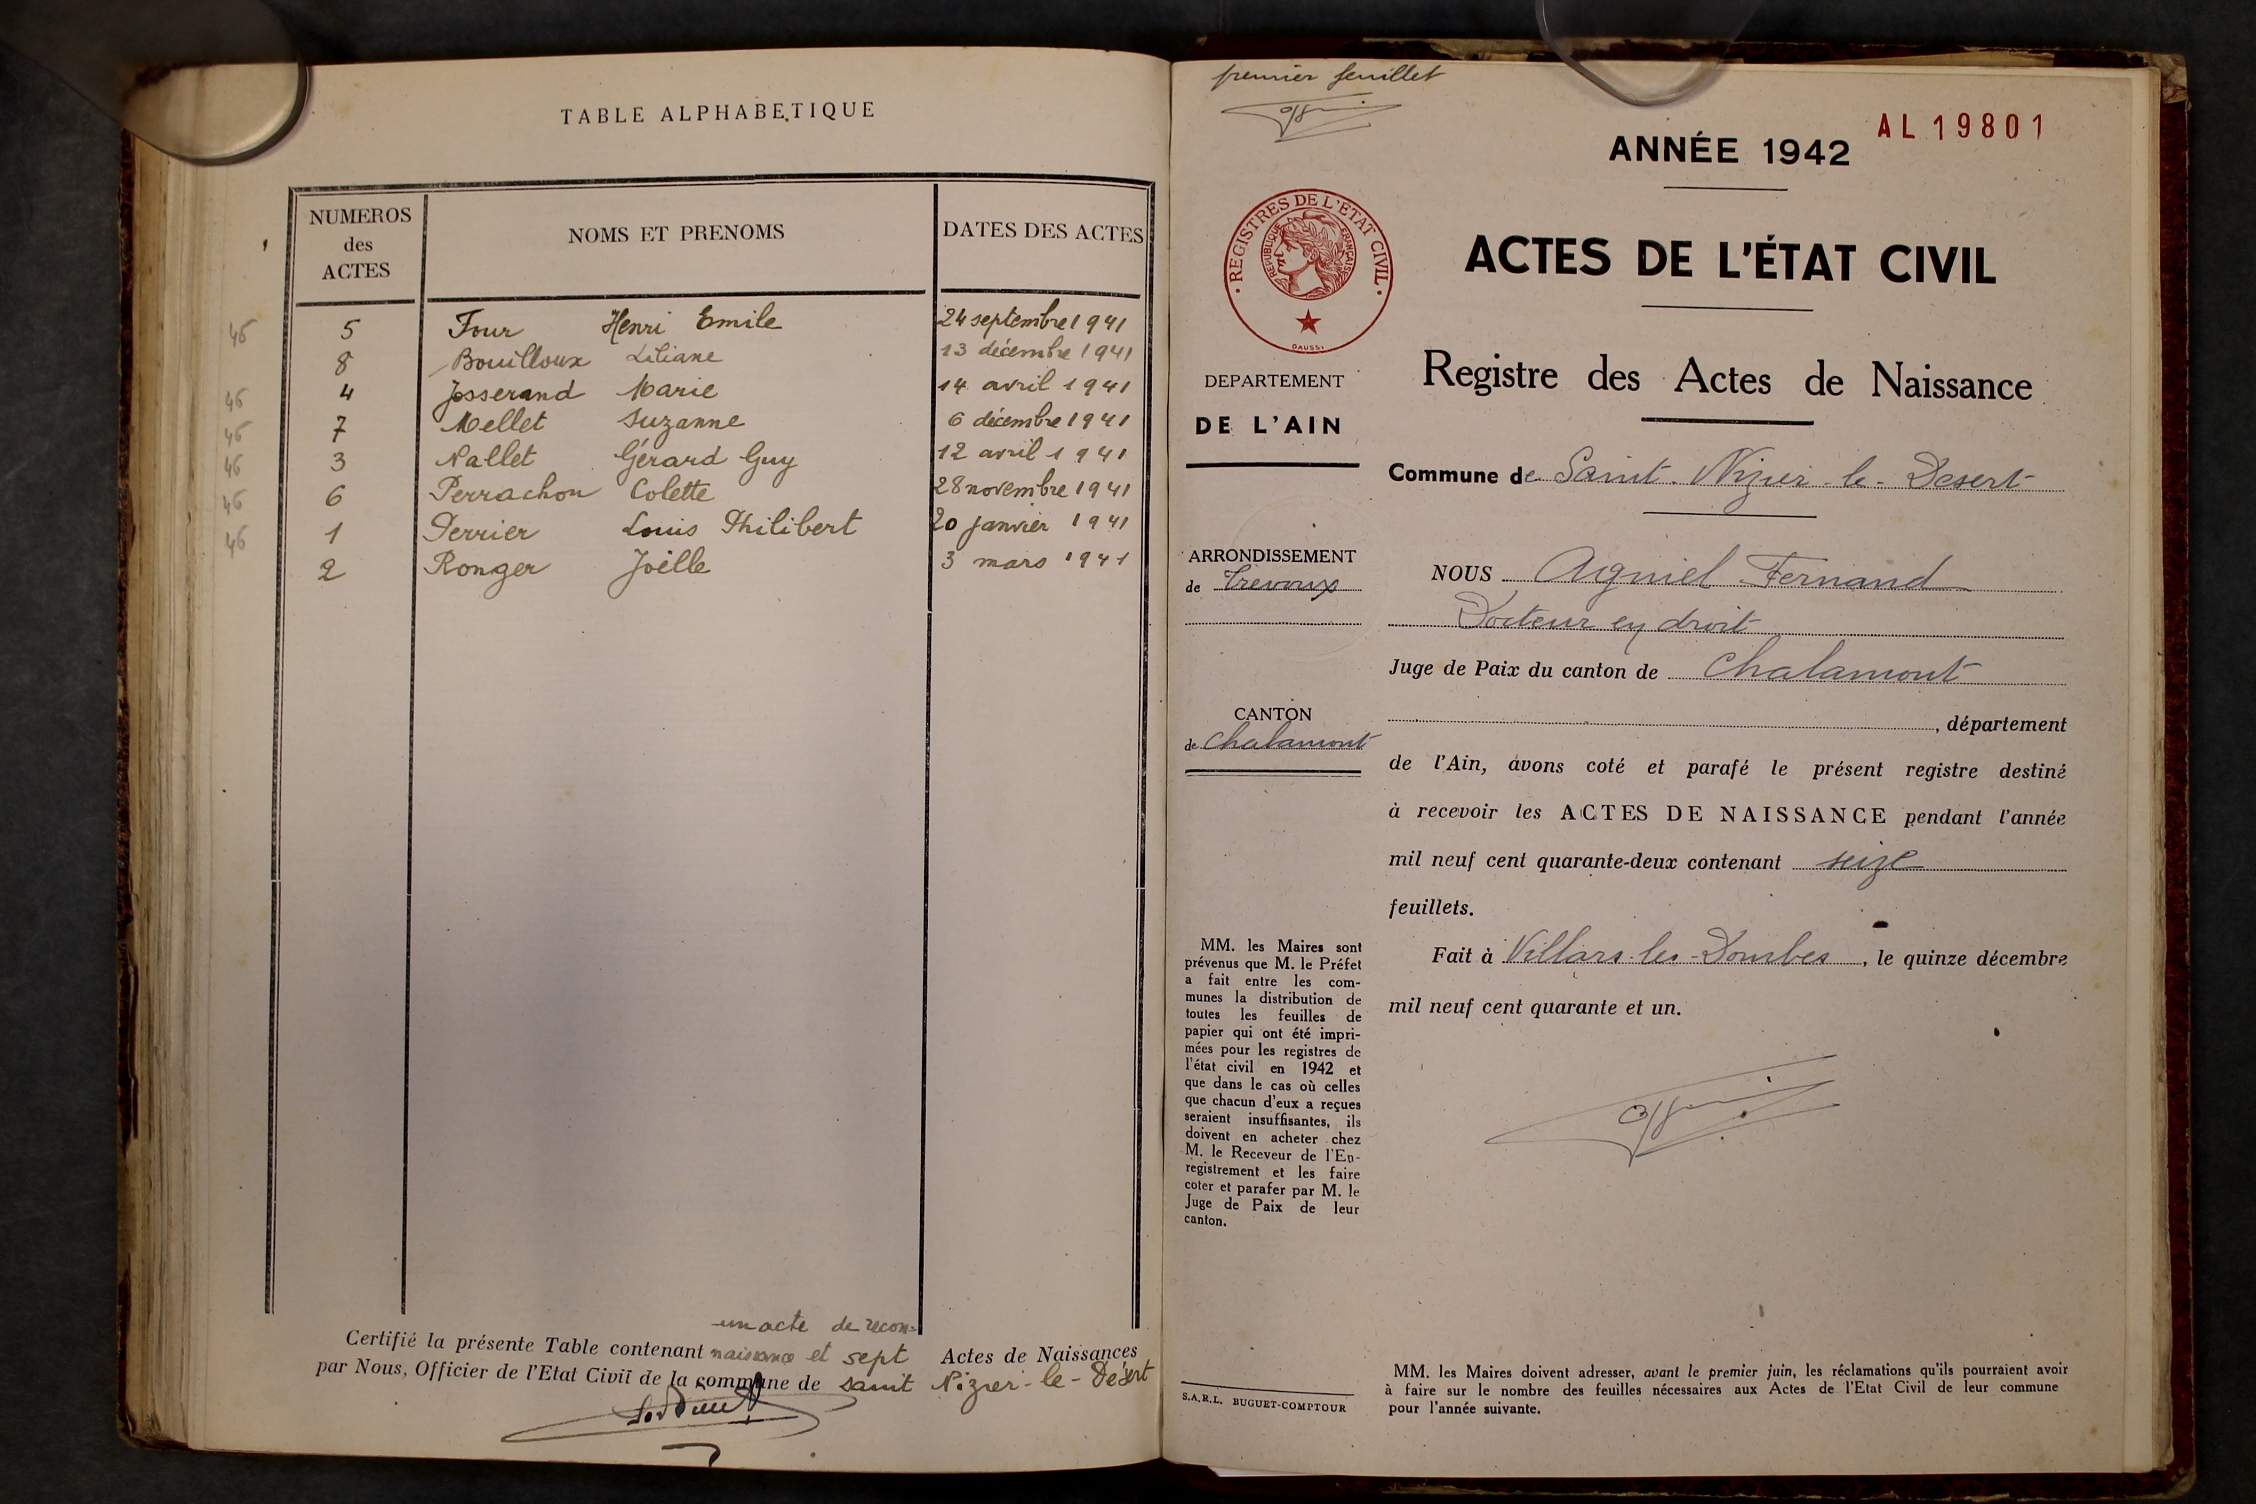 TABLE ALPHABETIQUE
NUMEROS
des
ACTES
NOMS ET PRENOMS
DATES DES ACTES
46 5 Four Henri Emile 24 septembre 1941
8 Bouilloux Liliane 13 décembre 1941
46 4 Josserand Marie 14 avril 1941
46 7 Mellet Suzanne 6 décembre 1941
46 3 Nallet Gérard Guy 12 avril 1941
46 6 Perrachon Colette 28 novembre 1941
46 1 Perrier Louis Philibert 20 janvier 1941
2 Ronger Joëlle 3 mars 1941
un acte de recon=
Certifié la présente Table contenant naissance et sept Actes de Naissances
par Nous, Officier de l'Etat Civil de la commune de saint Nizier-le-Désert
premier feuillet
AL 19801
ANNÉE 1942
REGISTRES DE L'ETAT CIVIL
REPUBLIQUE FRANÇAISE
DAUSSY
ACTES DE L'ÉTAT CIVIL
Registre des Actes de Naissance
DEPARTEMENT
DE L'AIN
Commune de Saint-Nizier-le-Desert
ARRONDISSEMENT
de Trevoux
CANTON
de Chalamont
NOUS Agniel Fernand
Docteur en droit
Juge de Paix du canton de Chalamont
, département
de l'Ain, avons coté et parafé le présent registre destiné
à recevoir les ACTES DE NAISSANCE pendant l'année
mil neuf cent quarante-deux contenant seize
feuillets.
Fait à Villars-les-Dombes, le quinze décembre
mil neuf cent quarante et un.
MM. les Maires sont
prévenus que M. le Préfet
a fait entre les com-
munes la distribution de
toutes les feuilles de
papier qui ont été impri-
mées pour les registres de
l'état civil en 1942 et
que dans le cas où celles
que chacun d'eux a reçues
seraient insuffisantes, ils
doivent en acheter chez
M. le Receveur de l'En-
registrement et les faire
coter et parafer par M. le
Juge de Paix de leur
canton.
S.A.R.L. BUGUET-COMPTOUR
MM. les Maires doivent adresser, avant le premier juin, les réclamations qu'ils pourraient avoir
à faire sur le nombre des feuilles nécessaires aux Actes de l'Etat Civil de leur commune
pour l'année suivante.